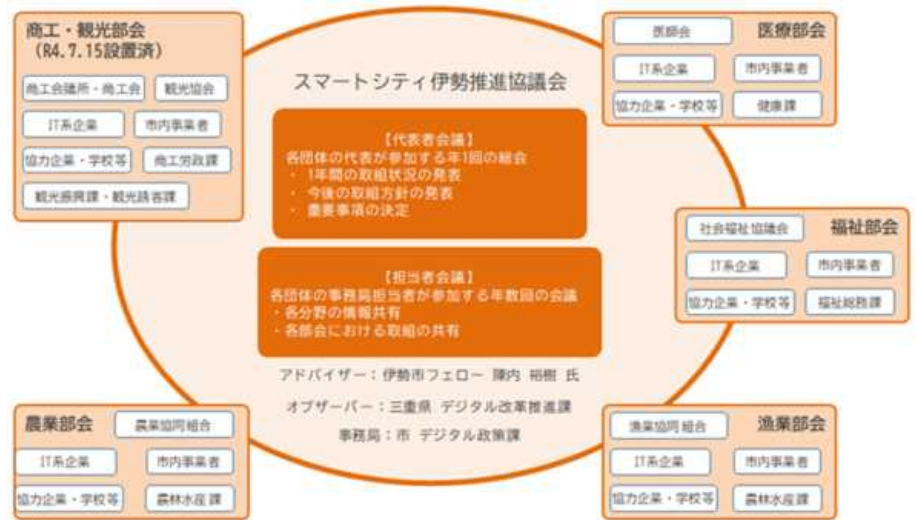 商工・観光部会
（R4.7.15設置済）
商工会議所・商工会
観光協会
IT系企業
市内事業者
協力企業・学校等
商工労政課
観光振興課・観光誘客課
スマートシティ伊勢推進協議会
【代表者会議】
各団体の代表が参加する年1回の総会
・ 1年間の取組状況の発表
・ 今後の取組方針の発表
・ 重要事項の決定
【担当者会議】
各団体の事務局担当者が参加する年数回の会議
・各分野の情報共有
・各部会における取組の共有
アドバイザー：伊勢市フェロー 陣内 裕樹 氏
オブザーバー：三重県 デジタル改革推進課
事務局：市 デジタル政策課
医療部会
医師会
IT系企業
市内事業者
協力企業・学校等
健康課
福祉部会
社会福祉協議会
IT系企業
市内事業者
協力企業・学校等
福祉総務課
農業部会
農業協同組合
IT系企業
市内事業者
協力企業・学校等
農林水産課
漁業部会
漁業協同組合
IT系企業
市内事業者
協力企業・学校等
農林水産課